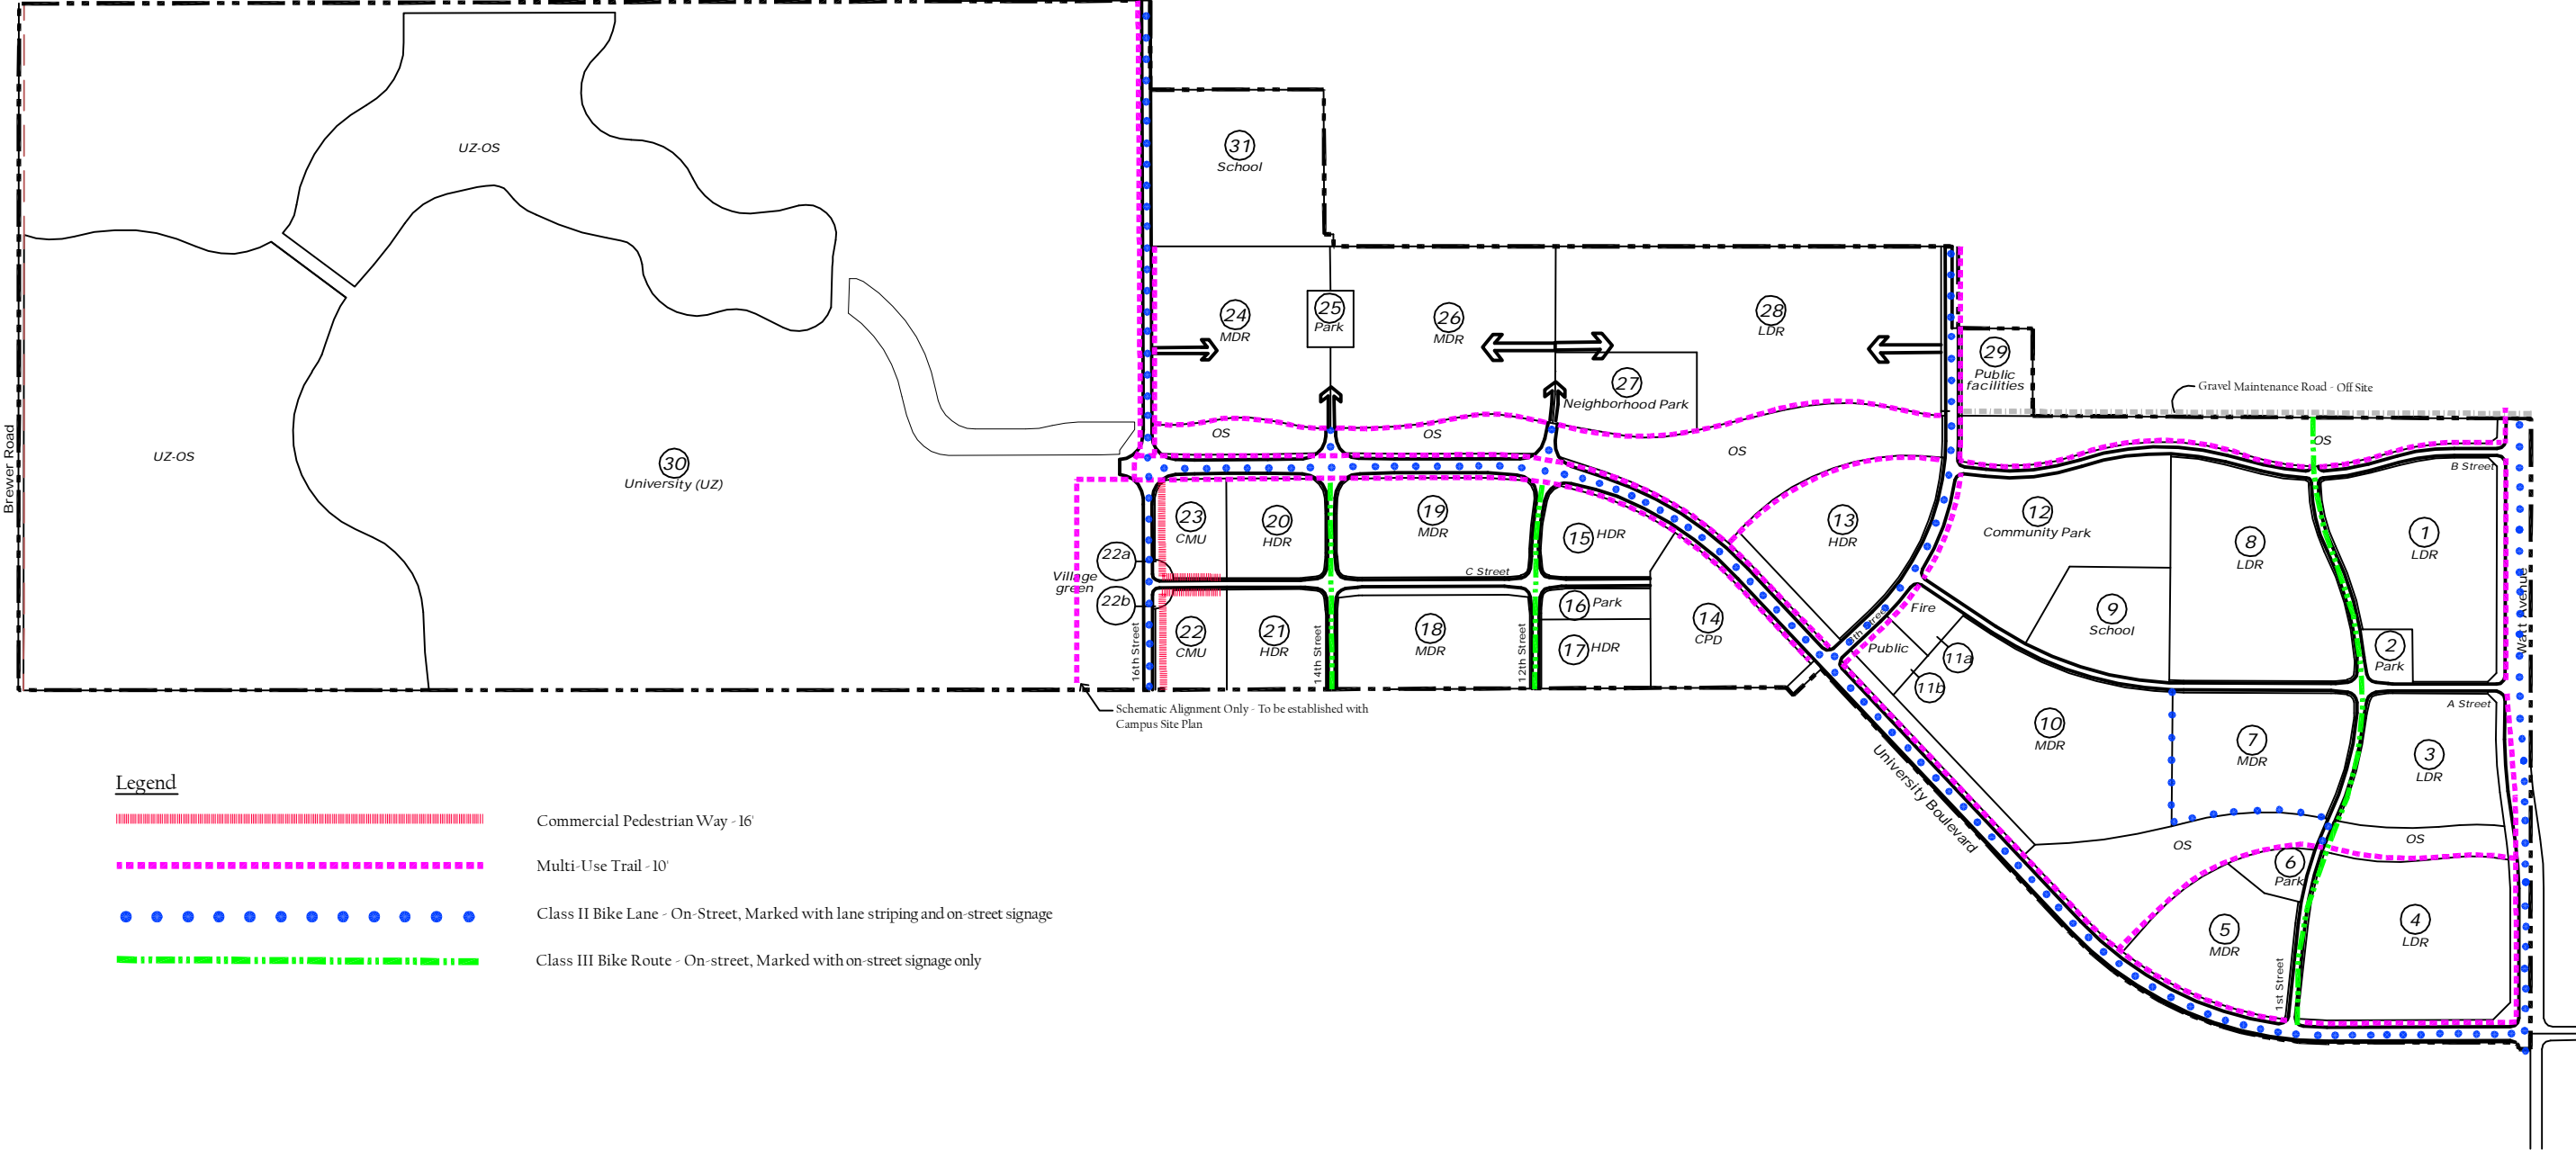 UZ-OS
31
School
24
MDR
25
Park
26
MDR
28
LDR
29
Public
facilities
27
Neighborhood Park
Gravel Maintenance Road - Off Site
OS
OS
OS
OS
B Street
Brewer Road
UZ-OS
30
University (UZ)
23
CMU
20
HDR
19
MDR
15 HDR
13
HDR
12
Community Park
8
LDR
1
LDR
C Street
22a
Village
green
22b
16 Park
14
CPD
Fire
9
School
Watt Avenue
22
CMU
21
HDR
18
MDR
17 HDR
Public
11a
11b
2
Park
16th Street
14th Street
12th Street
A Street
Schematic Alignment Only - To be established with
Campus Site Plan
10
MDR
7
MDR
3
LDR
University Boulevard
OS
OS
6
Park
5
MDR
4
LDR
1st Street
Legend
Commercial Pedestrian Way - 16'
Multi-Use Trail - 10'
Class II Bike Lane - On-Street, Marked with lane striping and on-street signage
Class III Bike Route - On-street, Marked with on-street signage only